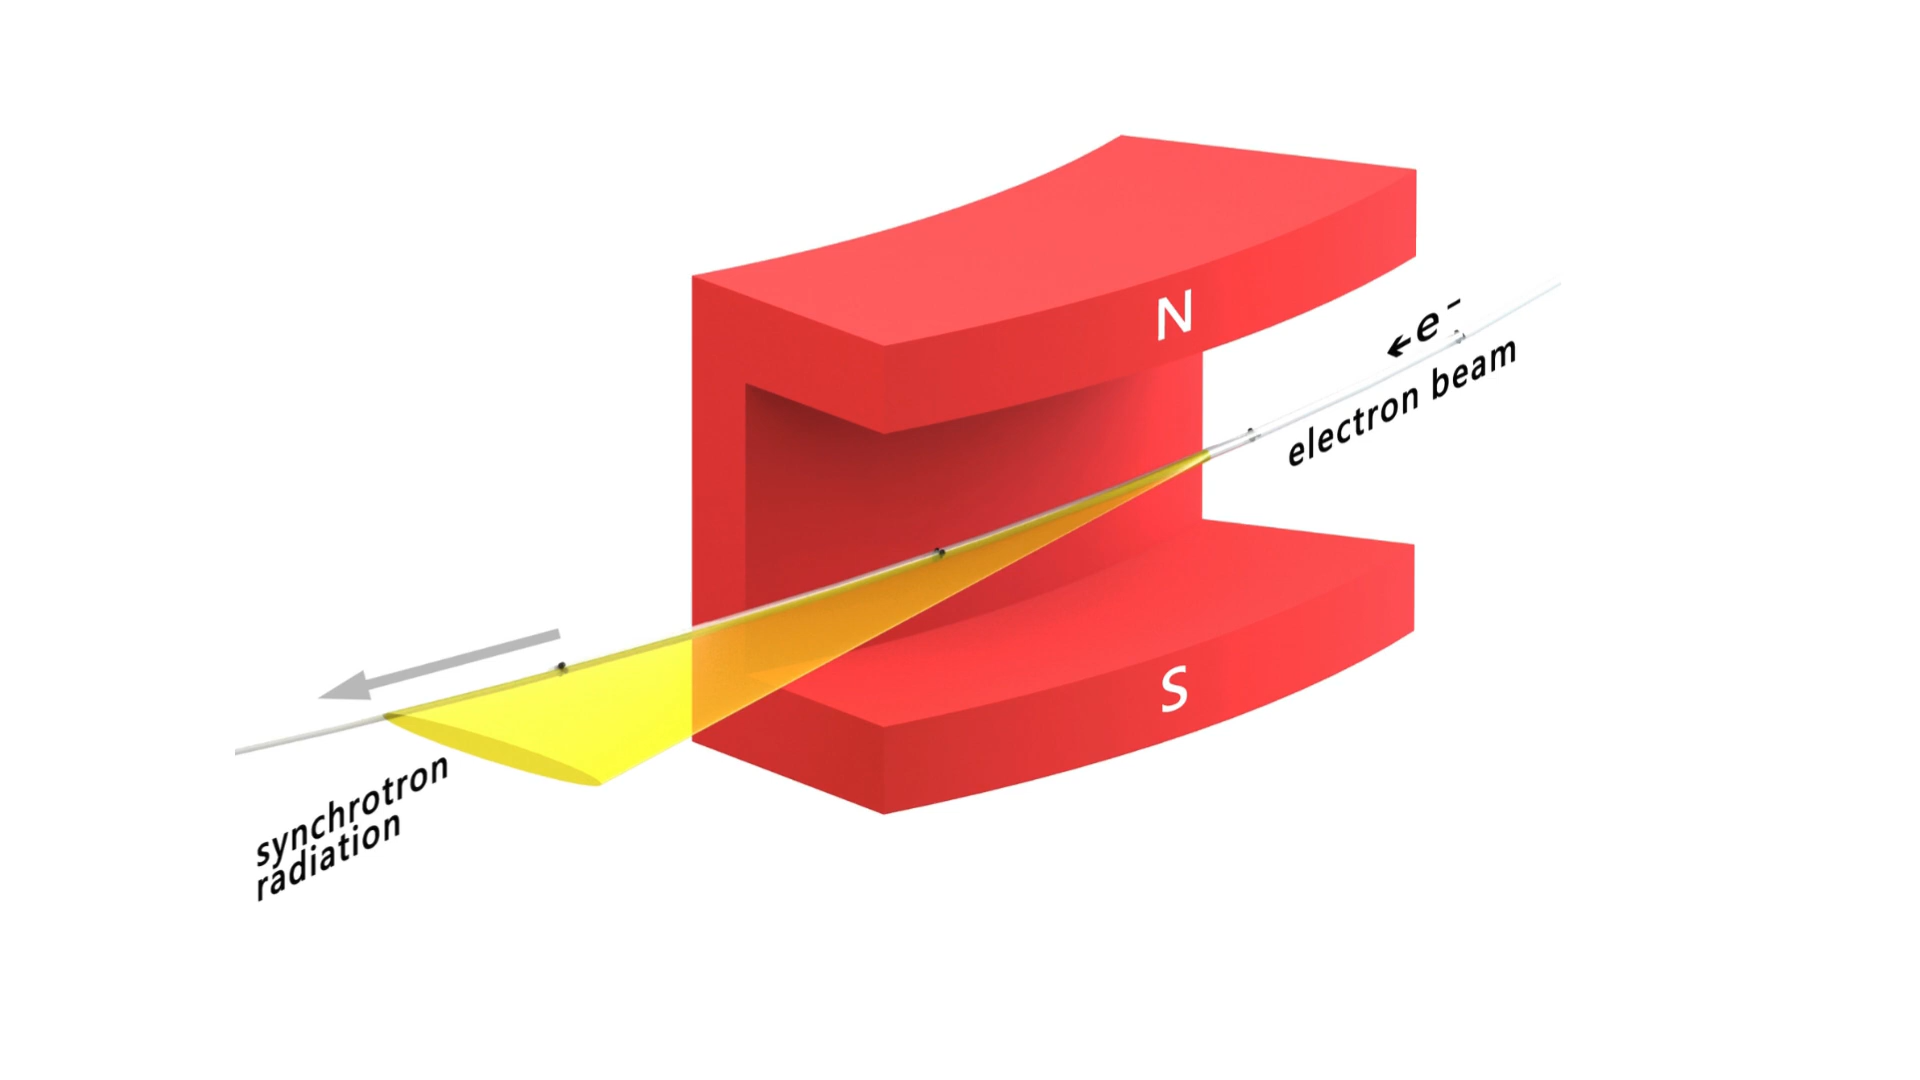 N
←e⁻
electron beam
S
synchrotron
radiation